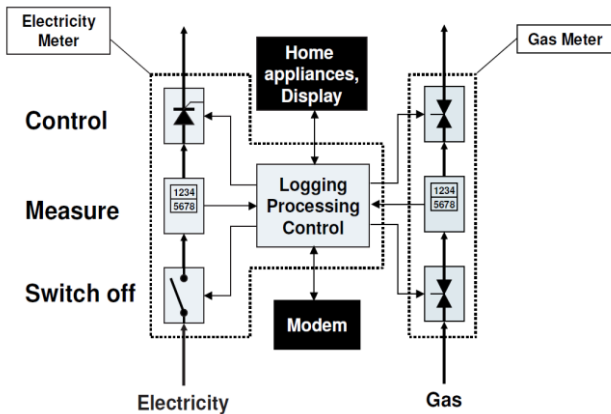 Electricity
Meter
Home
appliances,
Display
Gas Meter
Control
Measure
1234
5678
Logging
Processing
Control
1234
5678
Switch off
Modem
Electricity
Gas